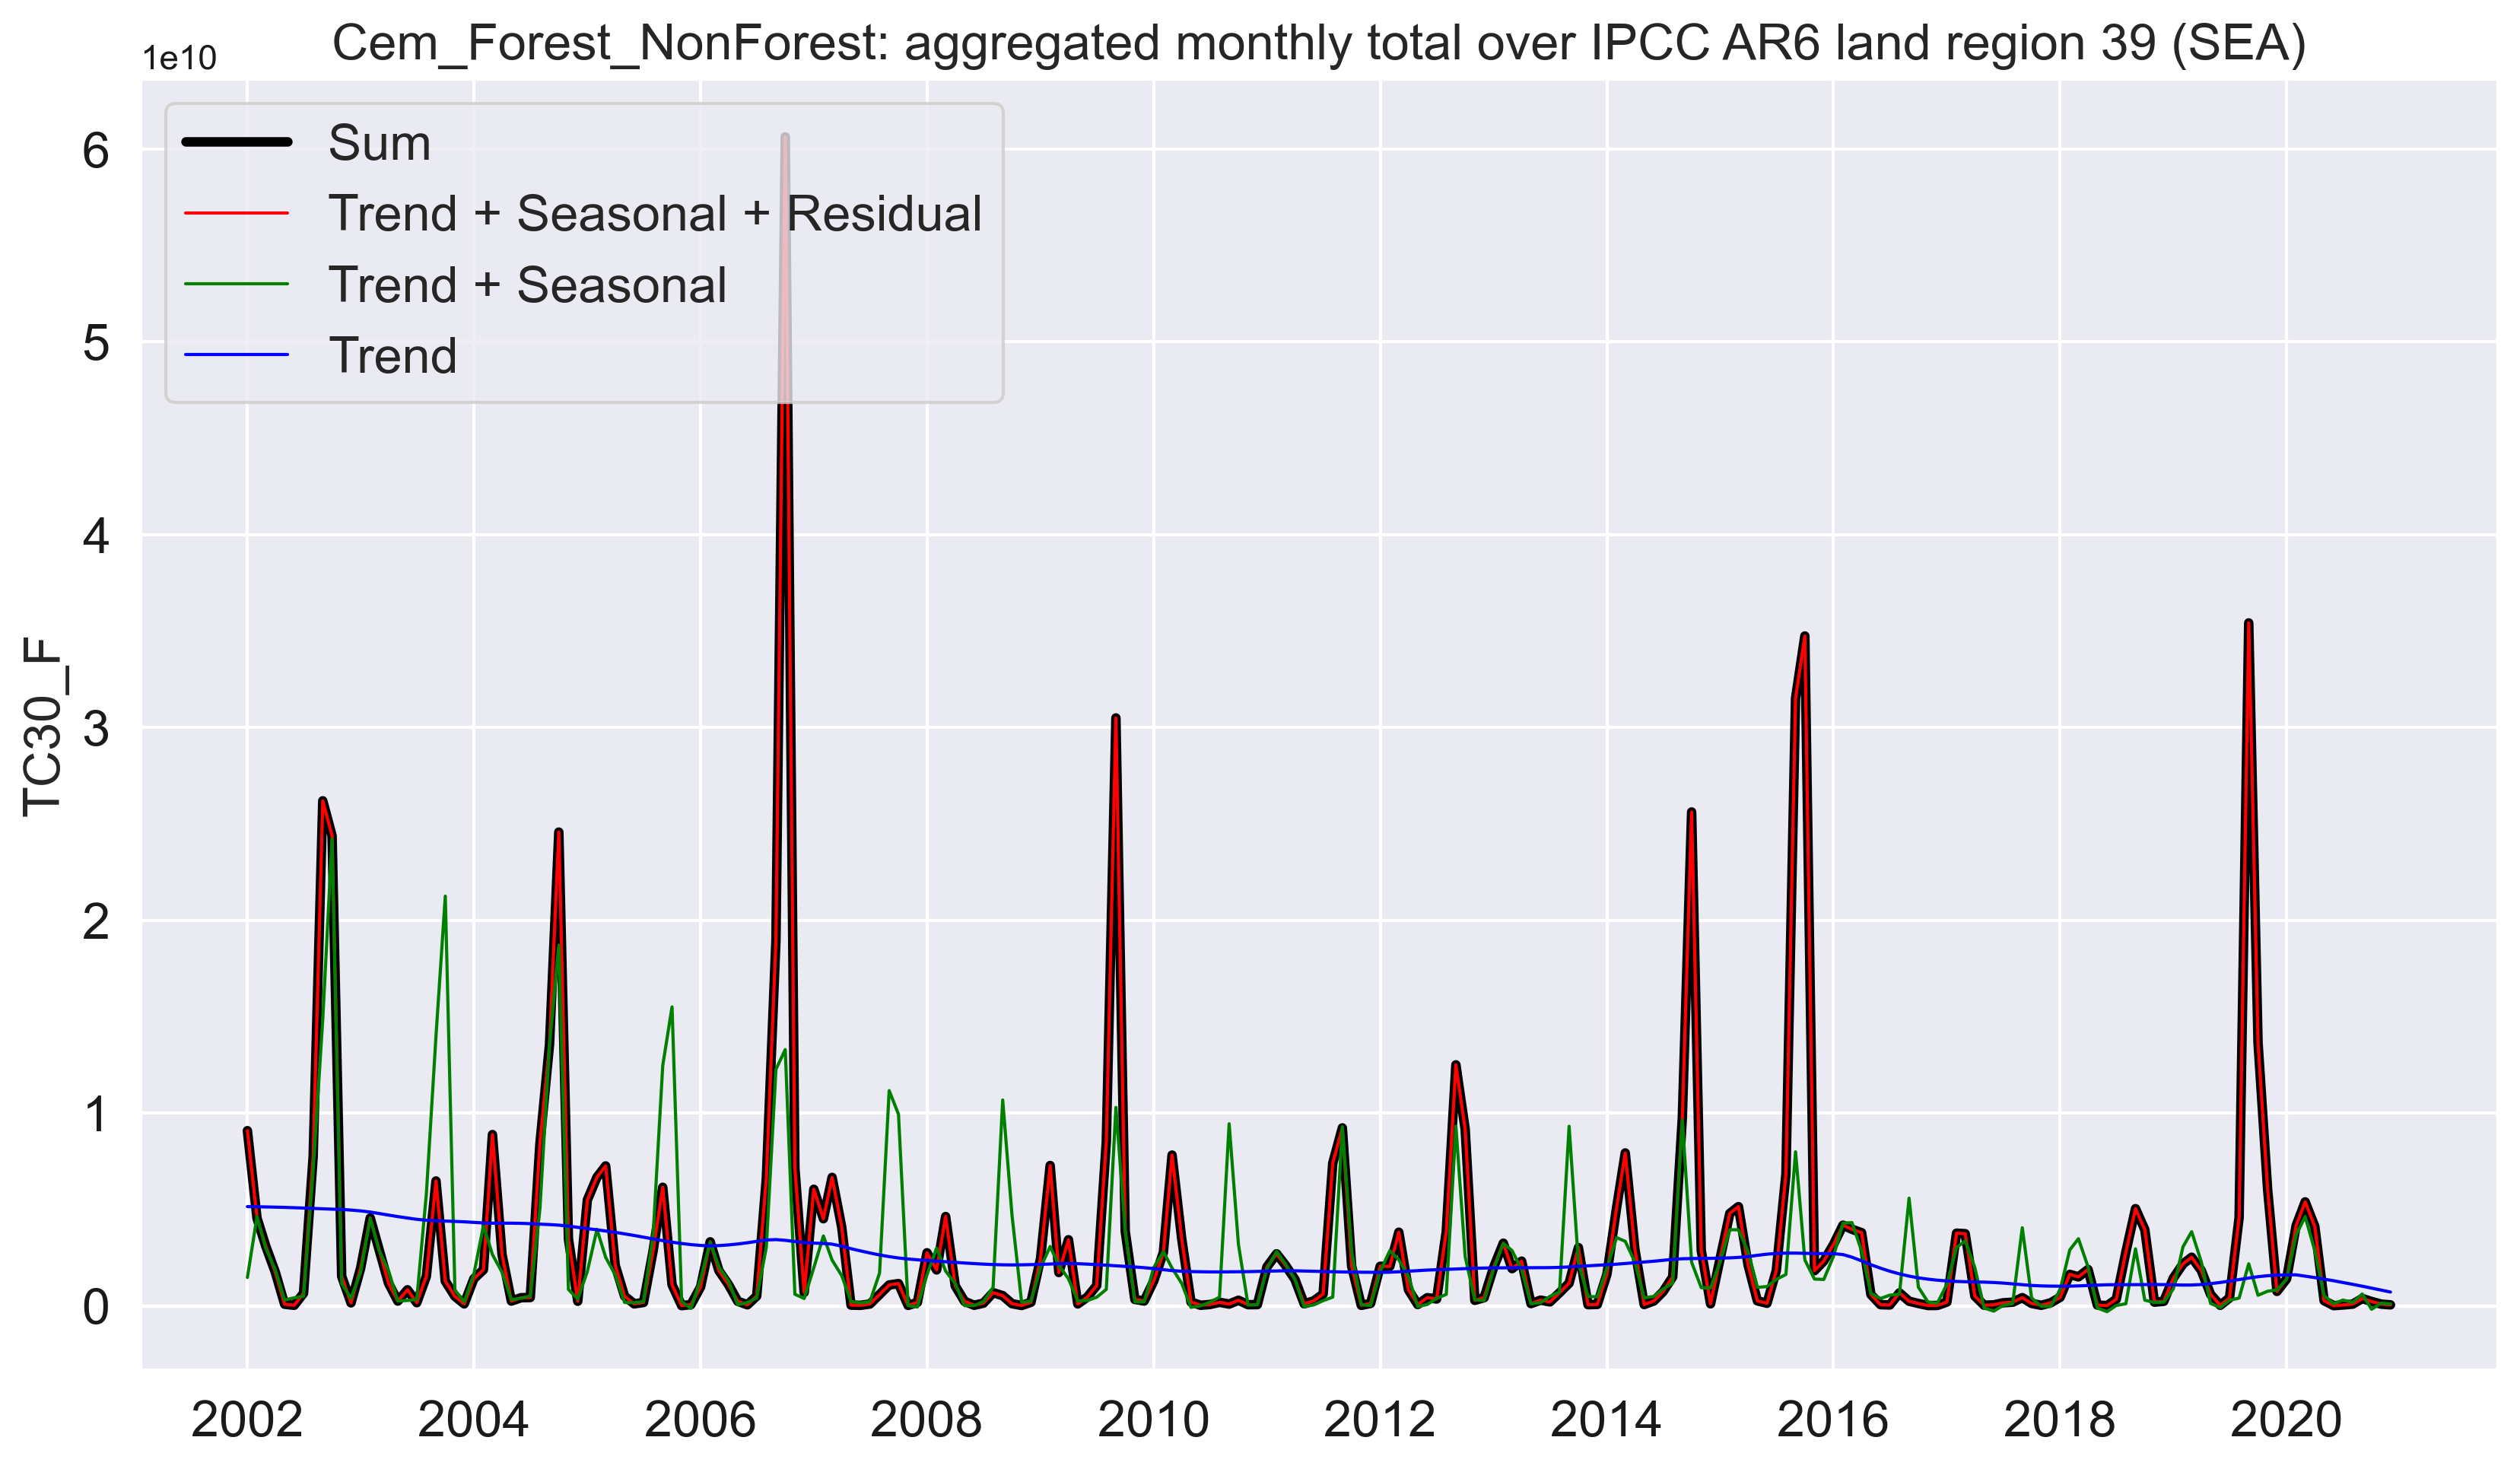 Cem_Forest_NonForest: aggregated monthly total over IPCC AR6 land region 39 (SEA)
1e10
Sum
Trend + Seasonal + Residual
Trend + Seasonal
Trend
6
5
4
3
2
1
0
TC30_F
2002 2004 2006 2008 2010 2012 2014 2016 2018 2020